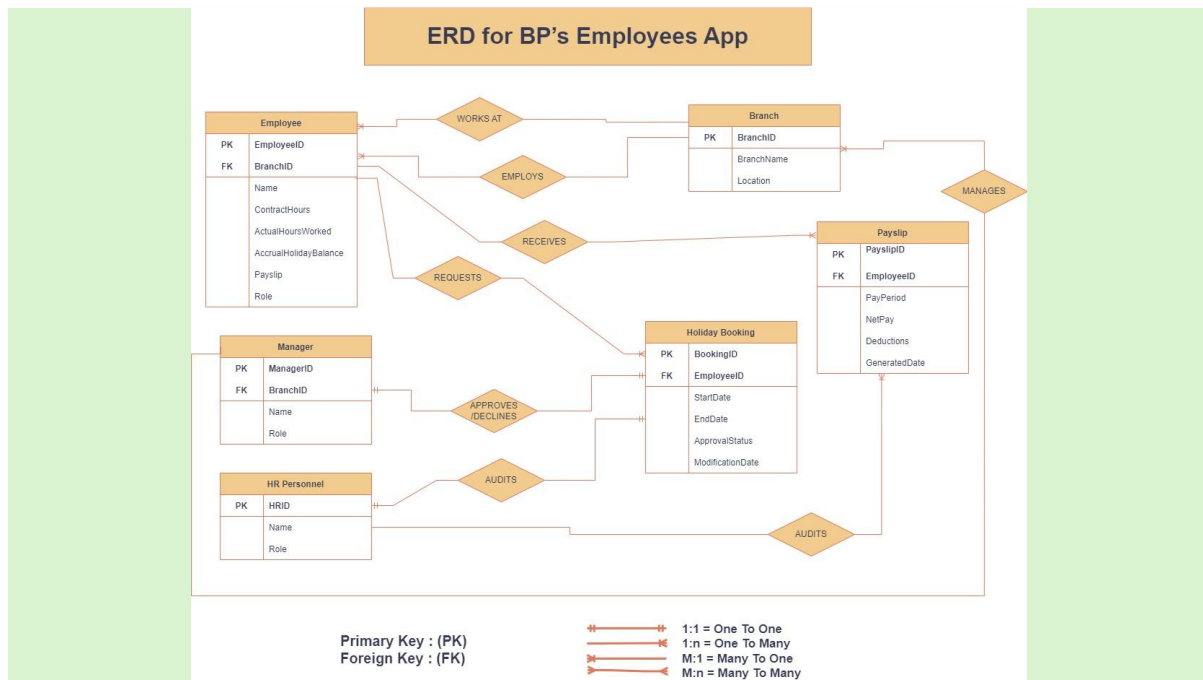 ERD for BP's Employees App
WORKS AT
EMPLOYS
RECEIVES
REQUESTS
MANAGES
Employee
PK EmployeeID
FK BranchID
Name
ContractHours
ActualHoursWorked
AccrualHolidayBalance
Payslip
Role
Branch
PK BranchID
BranchName
Location
Payslip
PK PayslipID
FK EmployeeID
PayPeriod
NetPay
Deductions
GeneratedDate
Manager
PK ManagerID
FK BranchID
Name
Role
APPROVES
/DECLINES
Holiday Booking
PK BookingID
FK EmployeeID
StartDate
EndDate
ApprovalStatus
ModificationDate
HR Personnel
PK HRID
Name
Role
AUDITS
AUDITS
Primary Key : (PK)
Foreign Key : (FK)
1:1 = One To One
1:n = One To Many
M:1 = Many To One
M:n = Many To Many